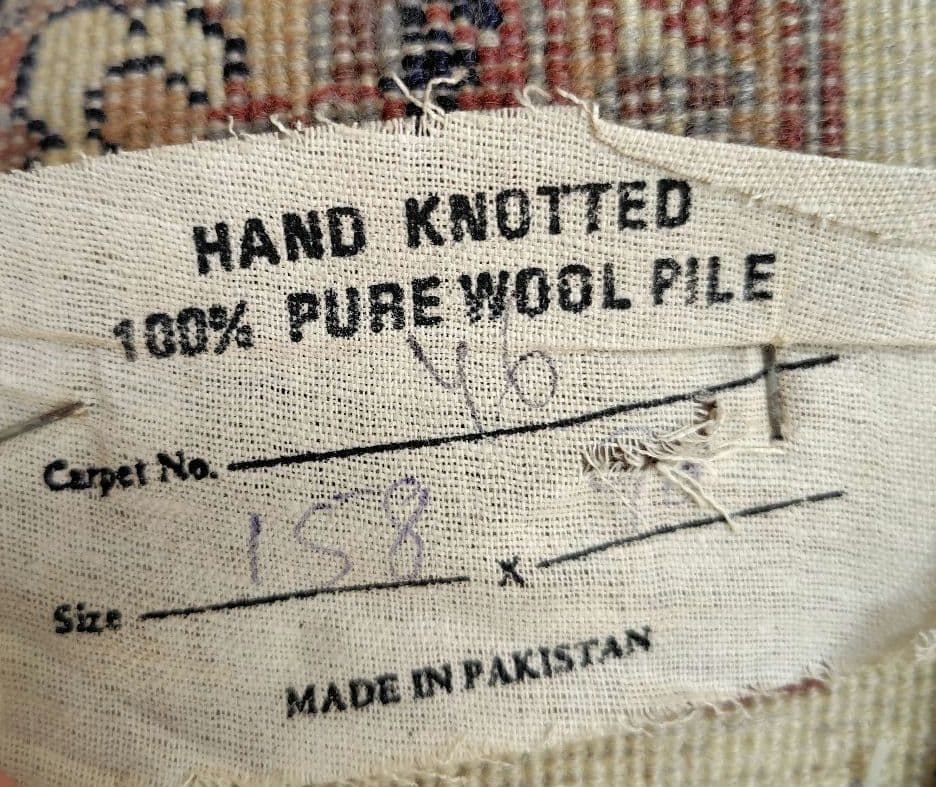 HAND KNOTTED
100% PURE WOOL PILE
Carpet No. 46
Size 158 X
MADE IN PAKISTAN